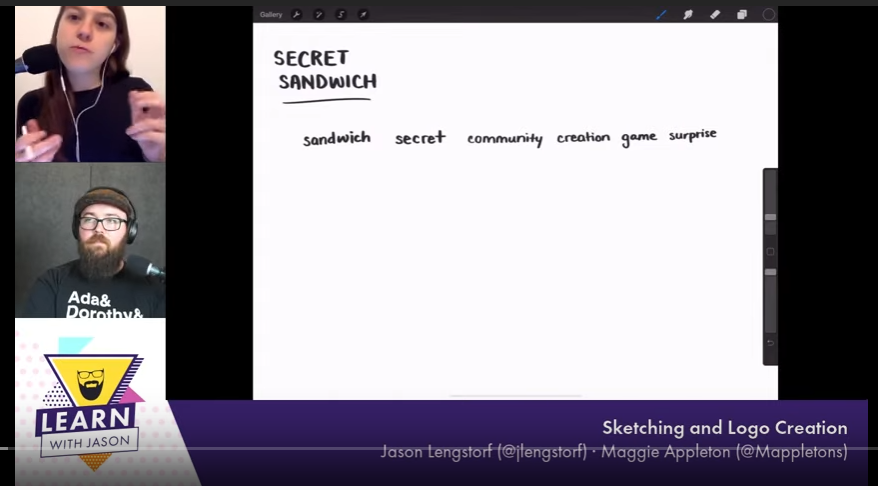 Gallery
SECRET
SANDWICH
sandwich secret community creation game surprise
Ada&
Dorothy&
LEARN
WITH JASON
Sketching and Logo Creation
Jason Lengstorf (@jlengstorf) · Maggie Appleton (@Mappletons)